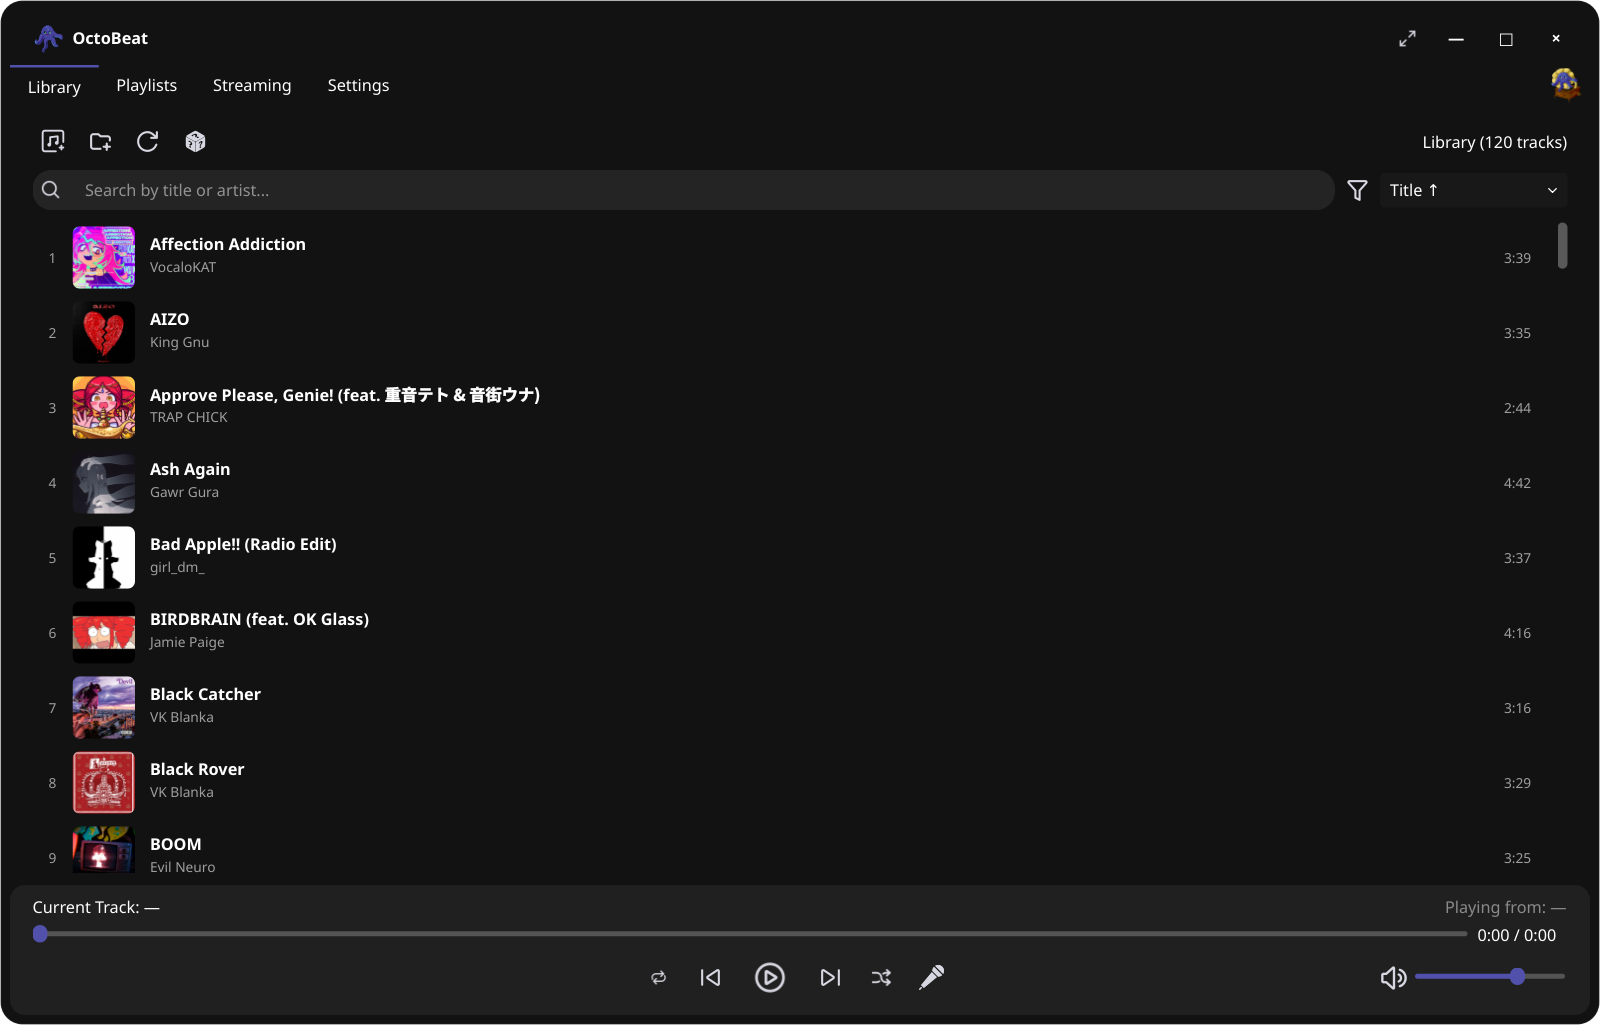 OctoBeat
Library Playlists Streaming Settings
Library (120 tracks)
Search by title or artist...
Title ↑
1
Affection Addiction
VocaloKAT
3:39
2
AIZO
AIZO
King Gnu
3:35
3
Approve Please, Genie! (feat. 重音テト & 音街ウナ)
TRAP CHICK
2:44
4
Ash Again
Gawr Gura
4:42
5
Bad Apple!! (Radio Edit)
girl_dm_
3:37
6
BIRDBRAIN (feat. OK Glass)
Jamie Paige
4:16
7
Black Catcher
VK Blanka
3:16
8
Black Rover
VK Blanka
3:29
9
BOOM
Evil Neuro
3:25
Current Track: —
Playing from: —
0:00 / 0:00